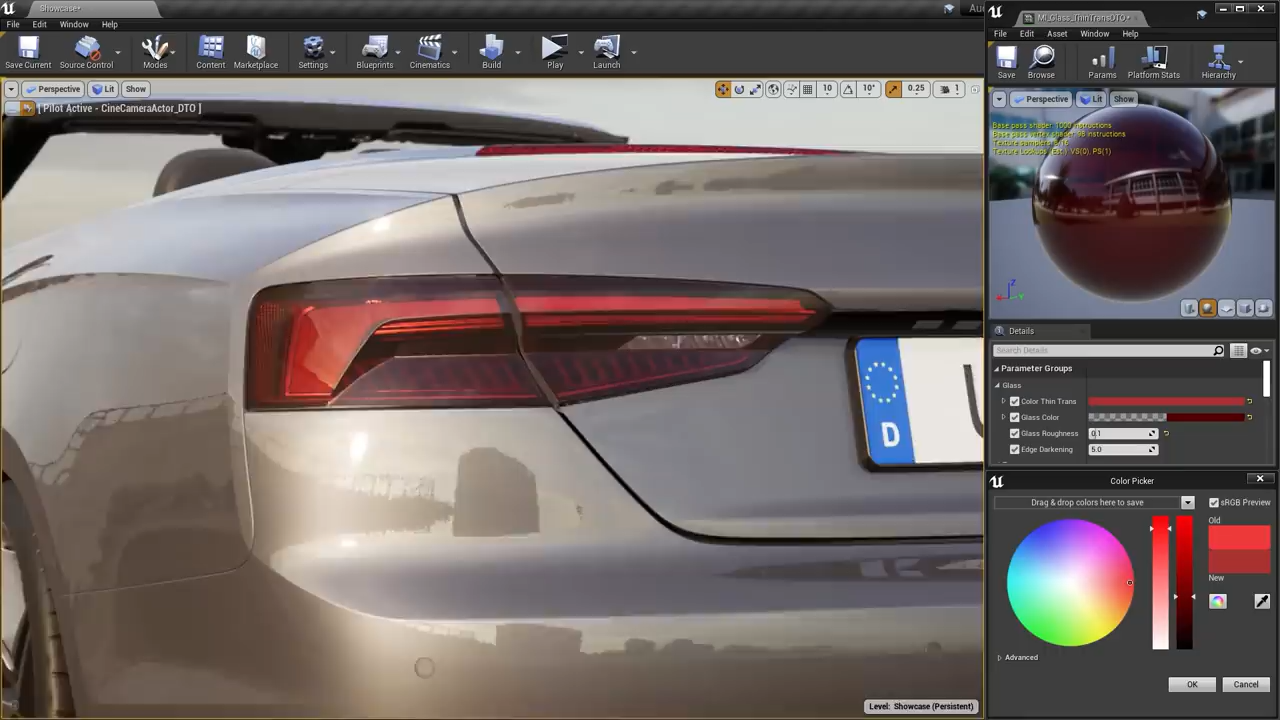 Showcase*
File Edit Window Help
Save Current
Source Control
Modes
Content
Marketplace
Settings
Blueprints
Cinematics
Build
Play
Launch
Perspective
Lit
Show
10
10°
0.25
1
[ Pilot Active - CineCameraActor_DTO ]
D
Level: Showcase (Persistent)
MI_Glass_ThinTransDTO*
File Edit Asset Window Help
Save
Browse
Params
Platform Stats
Hierarchy
Perspective
Lit
Show
Z
Details
Search Details
Parameter Groups
Glass
Color Thin Trans
Glass Color
Glass Roughness
0.1
Edge Darkening
5.0
Color Picker
Drag & drop colors here to save
sRGB Preview
Old
New
Advanced
OK
Cancel